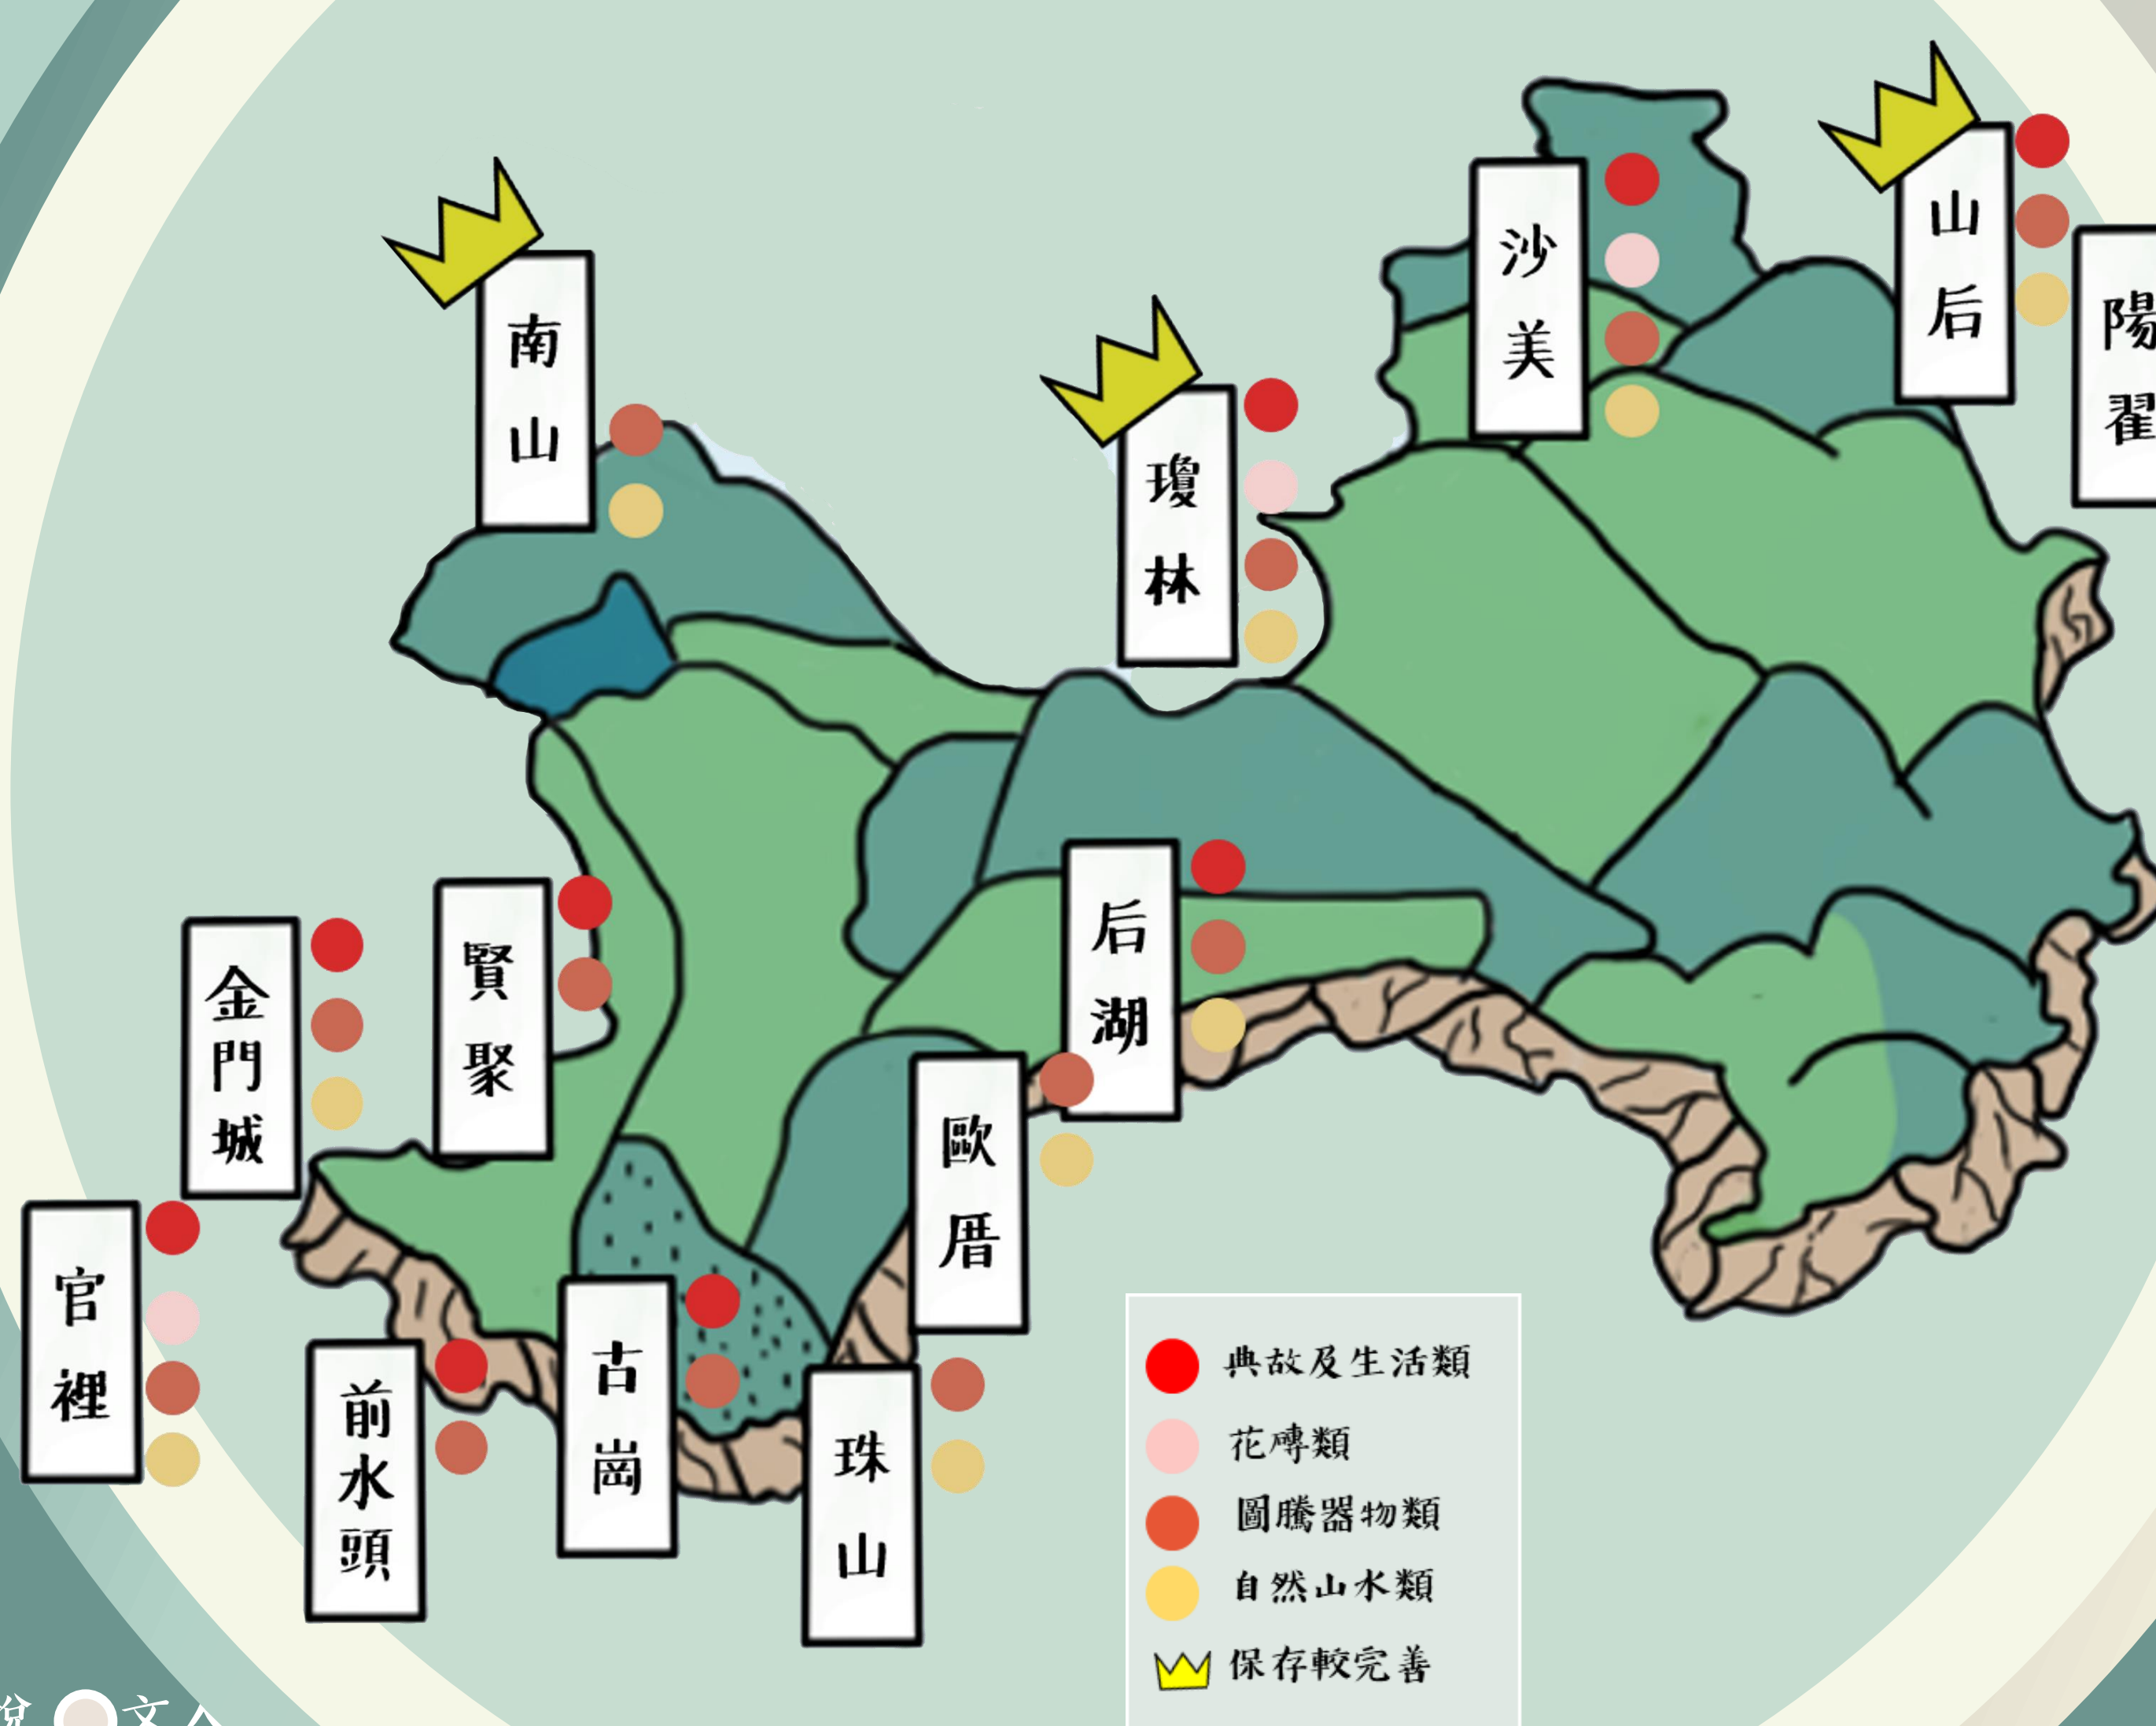 南山
瓊林
沙美
山后
陽翟
后湖
賢聚
金門城
歐厝
官裡
前水頭
古崗
珠山
典故及生活類
花磚類
圖騰器物類
自然山水類
保存較完善
文